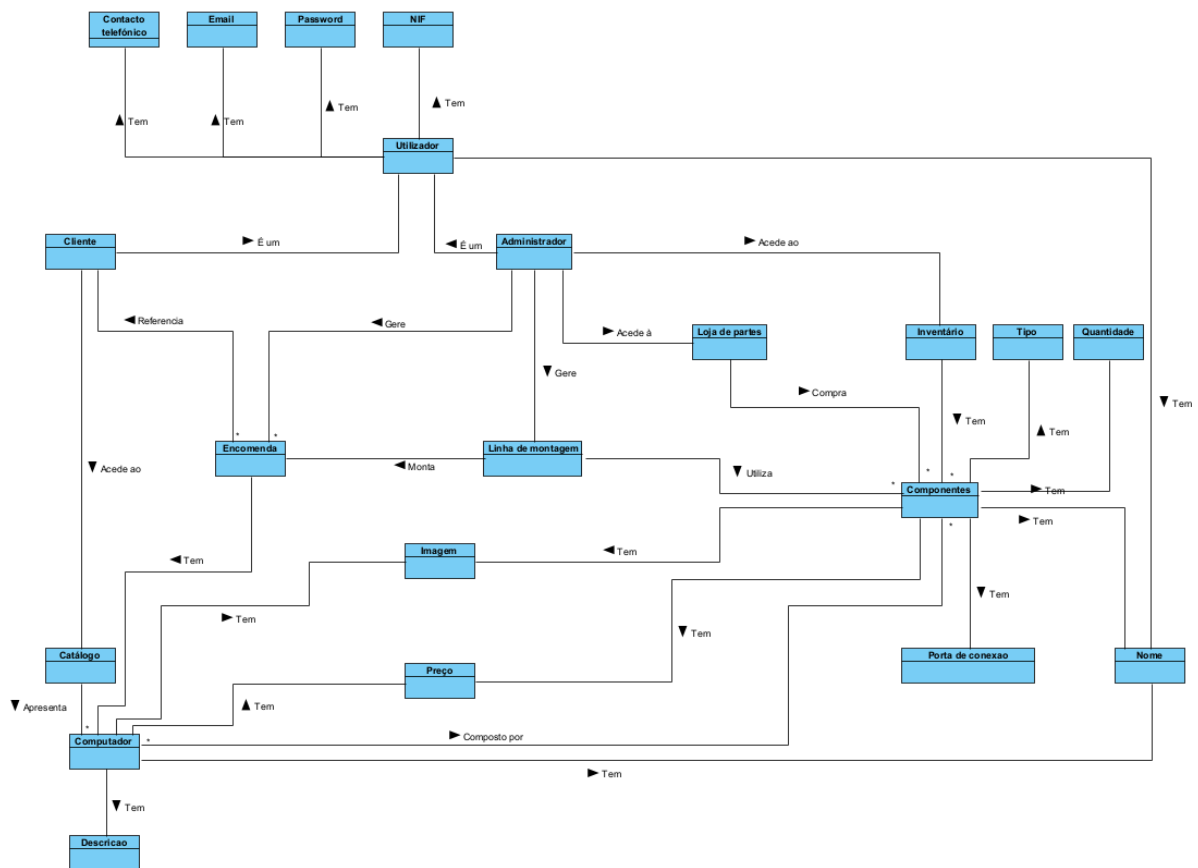 Contacto
telefónico
Email
Password
NIF
Tem
Tem
Tem
Tem
Utilizador
Cliente
É um
É um
Administrador
Acede ao
Referencia
Gere
Acede à
Loja de partes
Inventário
Tipo
Quantidade
Gere
Compra
Tem
Tem
Tem
*
*
Encomenda
Linha de montagem
Acede ao
Monta
Utiliza
*
*
*
Componentes
Tem
Tem
*
Imagem
Tem
Tem
Tem
Tem
Tem
Catálogo
Preço
Porta de conexao
Nome
Apresenta
Tem
*
Computador
*
Composto por
Tem
Tem
Descricao